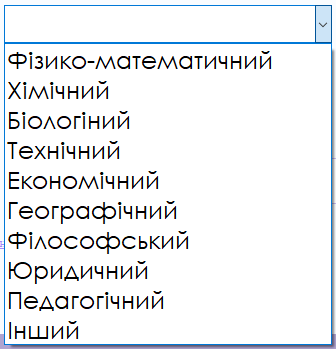 Фізико-математичний
Хімічний
Біологіний
Технічний
Економічний
Географічний
Філософський
Юридичний
Педагогічний
Інший